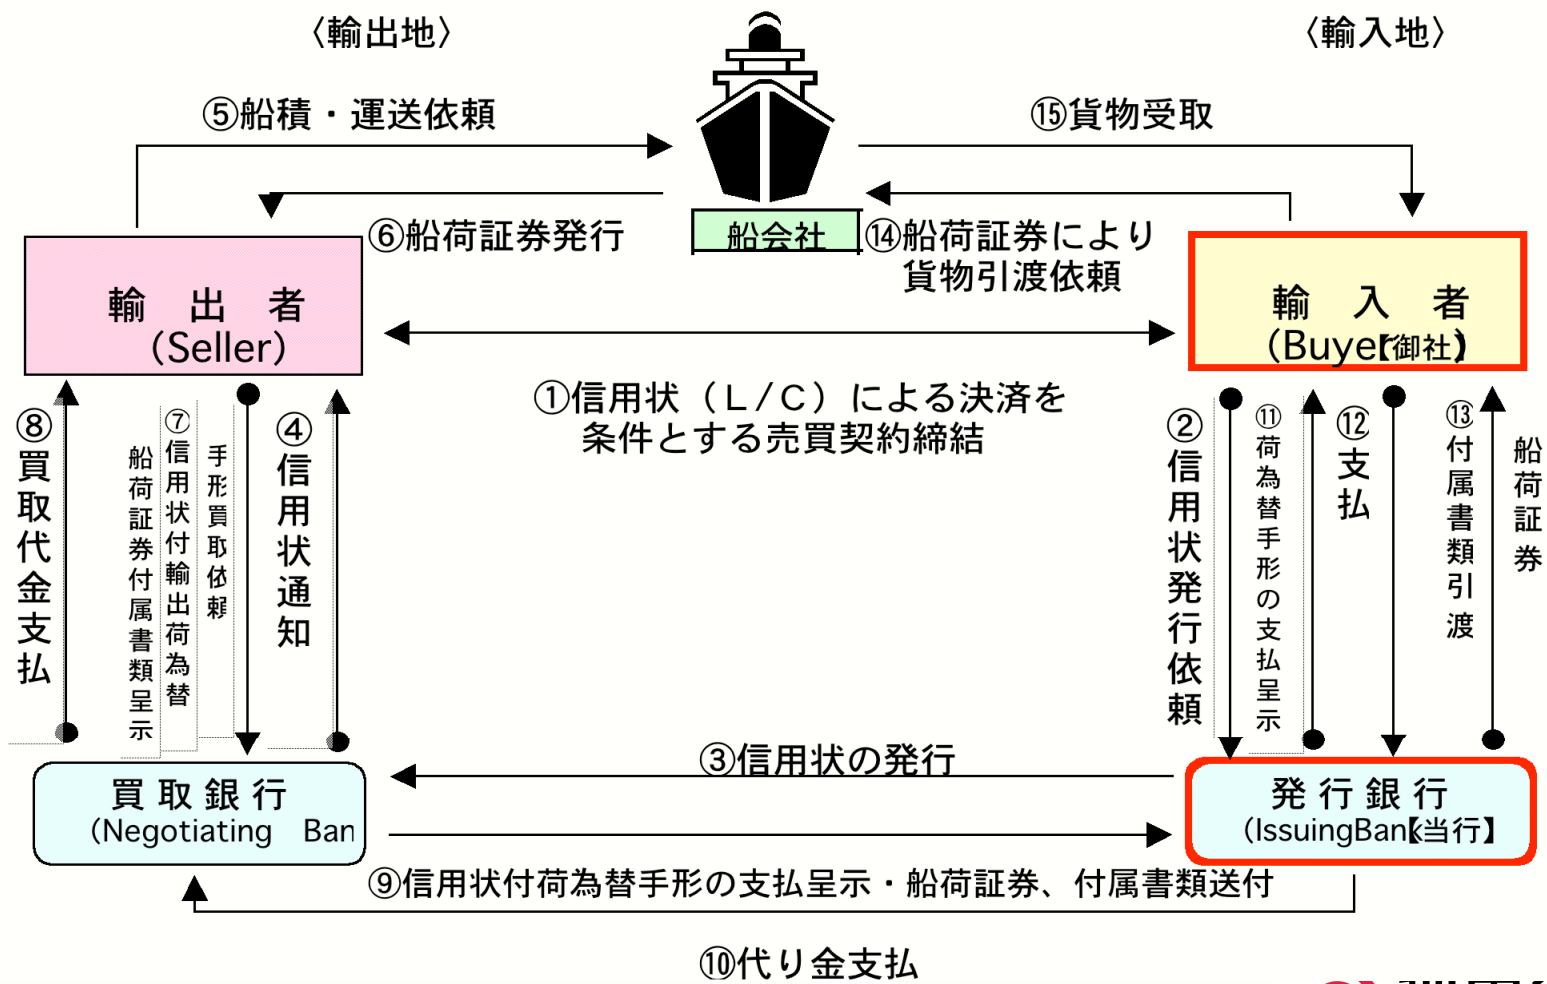 〈輸出地〉
〈輸入地〉
⑤船積・運送依頼
⑮貨物受取
⑥船荷証券発行
船会社
⑭船荷証券により
貨物引渡依頼
輸 出 者
(Seller)
輸 入 者
(Buye【御社】
①信用状(L/C)による決済を
条件とする売買契約締結
⑧買取代金支払
⑦信用状付輸出荷為替
手形買取依頼
船荷証券付属書類呈示
④信用状通知
②信用状発行依頼
⑪荷為替手形の支払呈示
⑫支払
⑬付属書類引渡
船荷証券
③信用状の発行
買取銀行
(Negotiating Ban
発行銀行
(IssuingBan【当行】
⑨信用状付荷為替手形の支払呈示・船荷証券、付属書類送付
⑩代り金支払